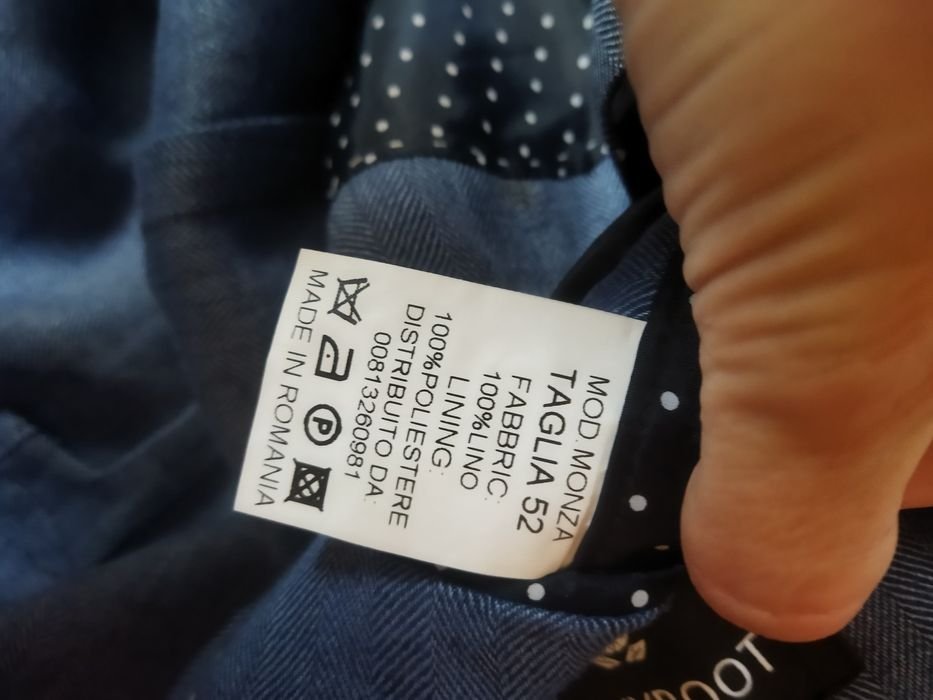 MOD. MONZA
TAGLIA 52
FABBRIC:
100%LINO
LINING:
100%POLIESTERE
DISTRIBUITO DA:
00813260981
P
MADE IN ROMANIA